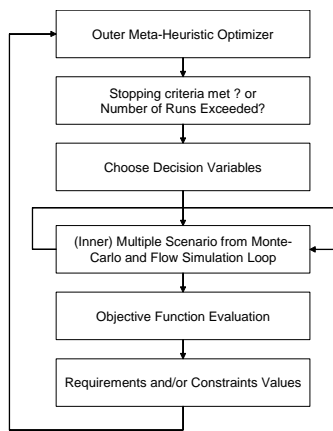 Outer Meta-Heuristic Optimizer
Stopping criteria met ? or
Number of Runs Exceeded?
Choose Decision Variables
(Inner) Multiple Scenario from Monte-
Carlo and Flow Simulation Loop
Objective Function Evaluation
Requirements and/or Constraints Values